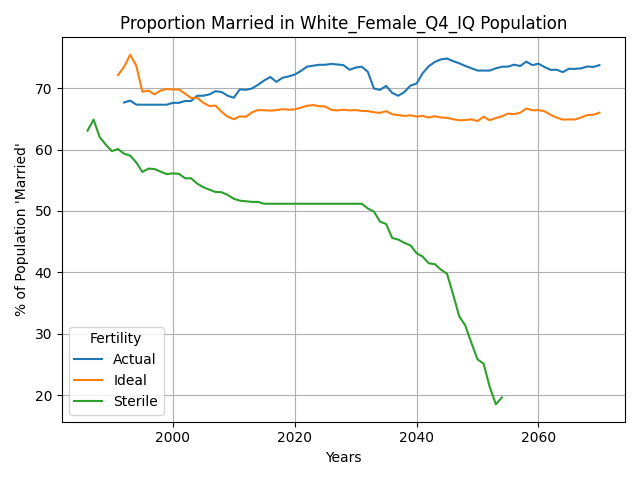 Proportion Married in White_Female_Q4_IQ Population
% of Population 'Married'
70
60
50
40
30
20
Fertility
Actual
Ideal
Sterile
2000 2020 2040 2060
Years